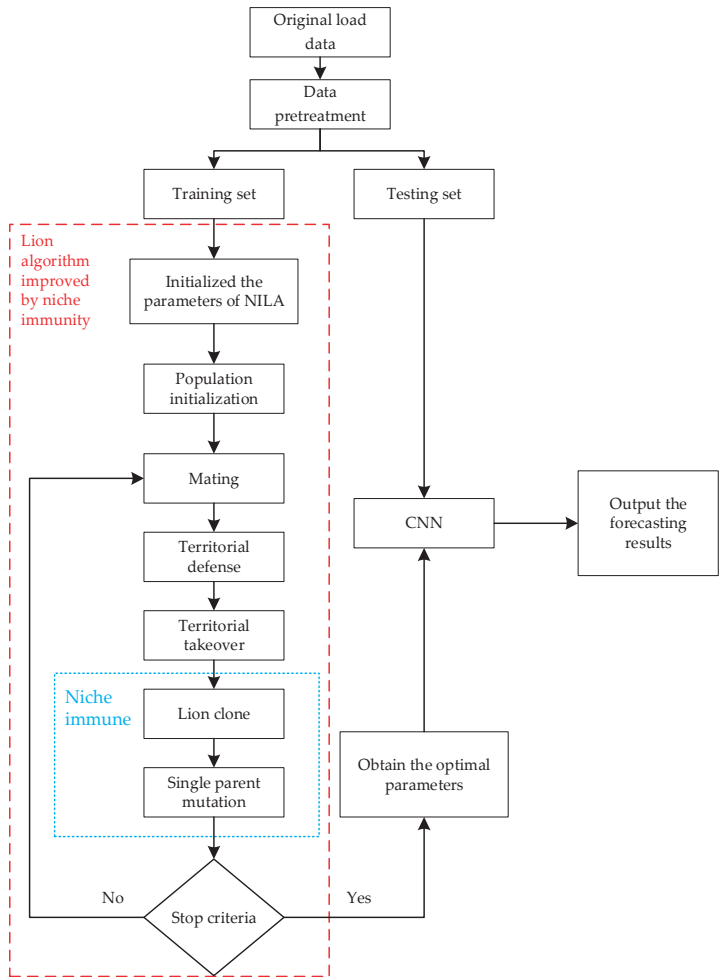 Original load
data
Data
pretreatment
Training set
Testing set
Lion
algorithm
improved
by niche
immunity
Initialized the
parameters of NILA
Population
initialization
Mating
CNN
Output the
forecasting
results
Territorial
defense
Territorial
takeover
Niche
immune
Lion clone
Single parent
mutation
Obtain the optimal
parameters
No
Stop criteria
Yes